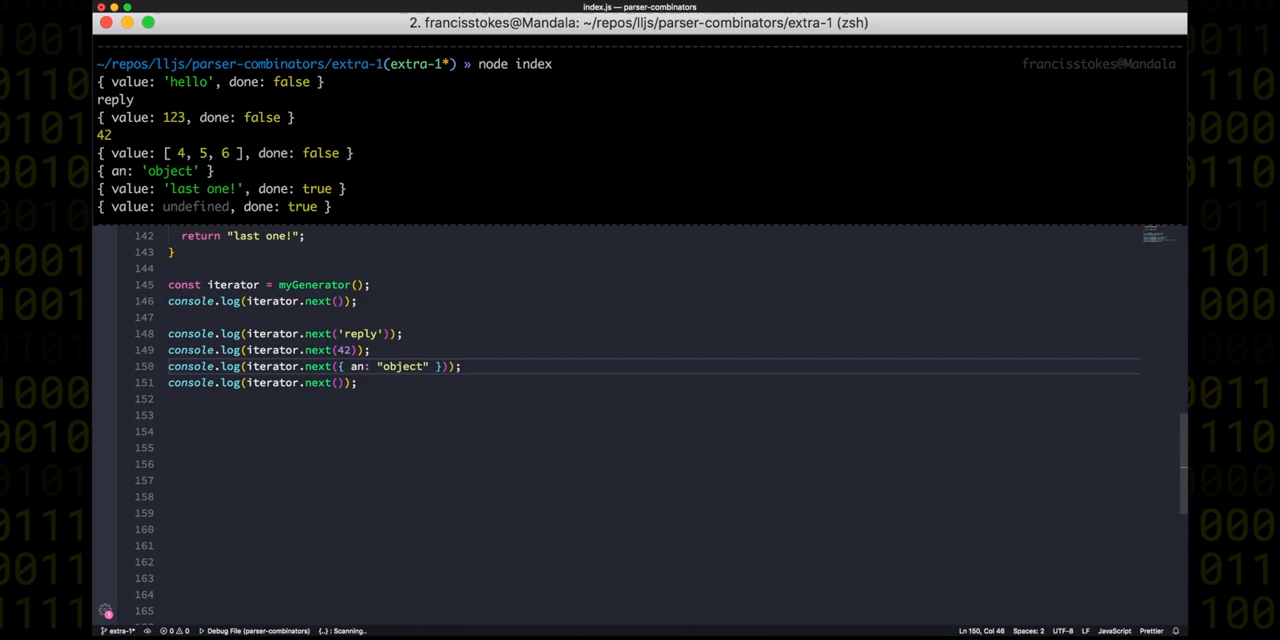 index.js — parser-combinators
2. francisstokes@Mandala: ~/repos/lljs/parser-combinators/extra-1 (zsh)
~/repos/lljs/parser-combinators/extra-1(extra-1*) » node index francisstokes@Mandala
{ value: 'hello', done: false }
reply
{ value: 123, done: false }
42
{ value: [ 4, 5, 6 ], done: false }
{ an: 'object' }
{ value: 'last one!', done: true }
{ value: undefined, done: true }
142 return "last one!";
143 }
144
145 const iterator = myGenerator();
146 console.log(iterator.next());
147
148 console.log(iterator.next('reply'));
149 console.log(iterator.next(42));
150 console.log(iterator.next({ an: "object" }));
151 console.log(iterator.next());
152
153
154
155
156
157
158
159
160
161
162
163
164
165
extra-1* 0 0 Debug File (parser-combinators) {..} : Scanning.. Ln 150, Col 46 Spaces: 2 UTF-8 LF JavaScript Prettier